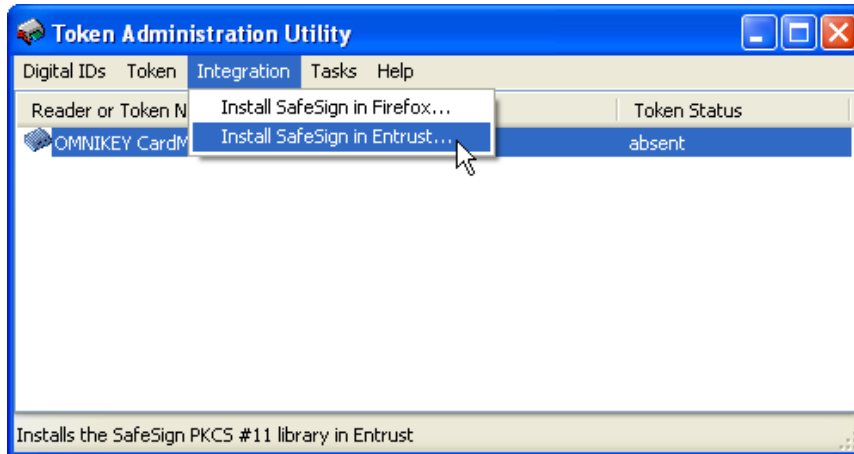 Token Administration Utility
Digital IDs Token Integration Tasks Help
Reader or Token N Token Status
Install SafeSign in Firefox...
OMNIKEY CardM absent
Install SafeSign in Entrust...
Installs the SafeSign PKCS #11 library in Entrust